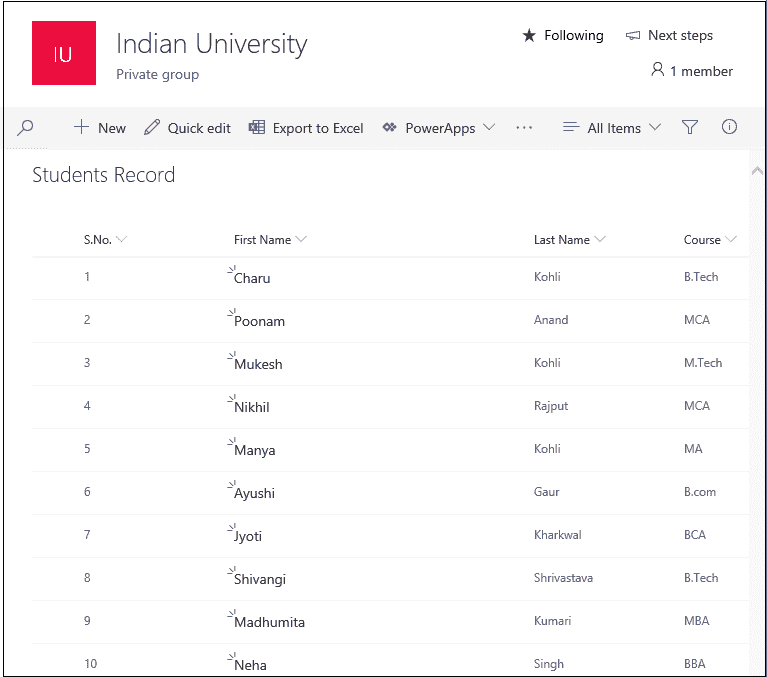 IU Indian University ★ Following Next steps
Private group 1 member
+ New Quick edit Export to Excel PowerApps ··· All Items
Students Record
S.No. First Name Last Name Course
1 Charu Kohli B.Tech
2 Poonam Anand MCA
3 Mukesh Kohli M.Tech
4 Nikhil Rajput MCA
5 Manya Kohli MA
6 Ayushi Gaur B.com
7 Jyoti Kharkwal BCA
8 Shivangi Shrivastava B.Tech
9 Madhumita Kumari MBA
10 Neha Singh BBA